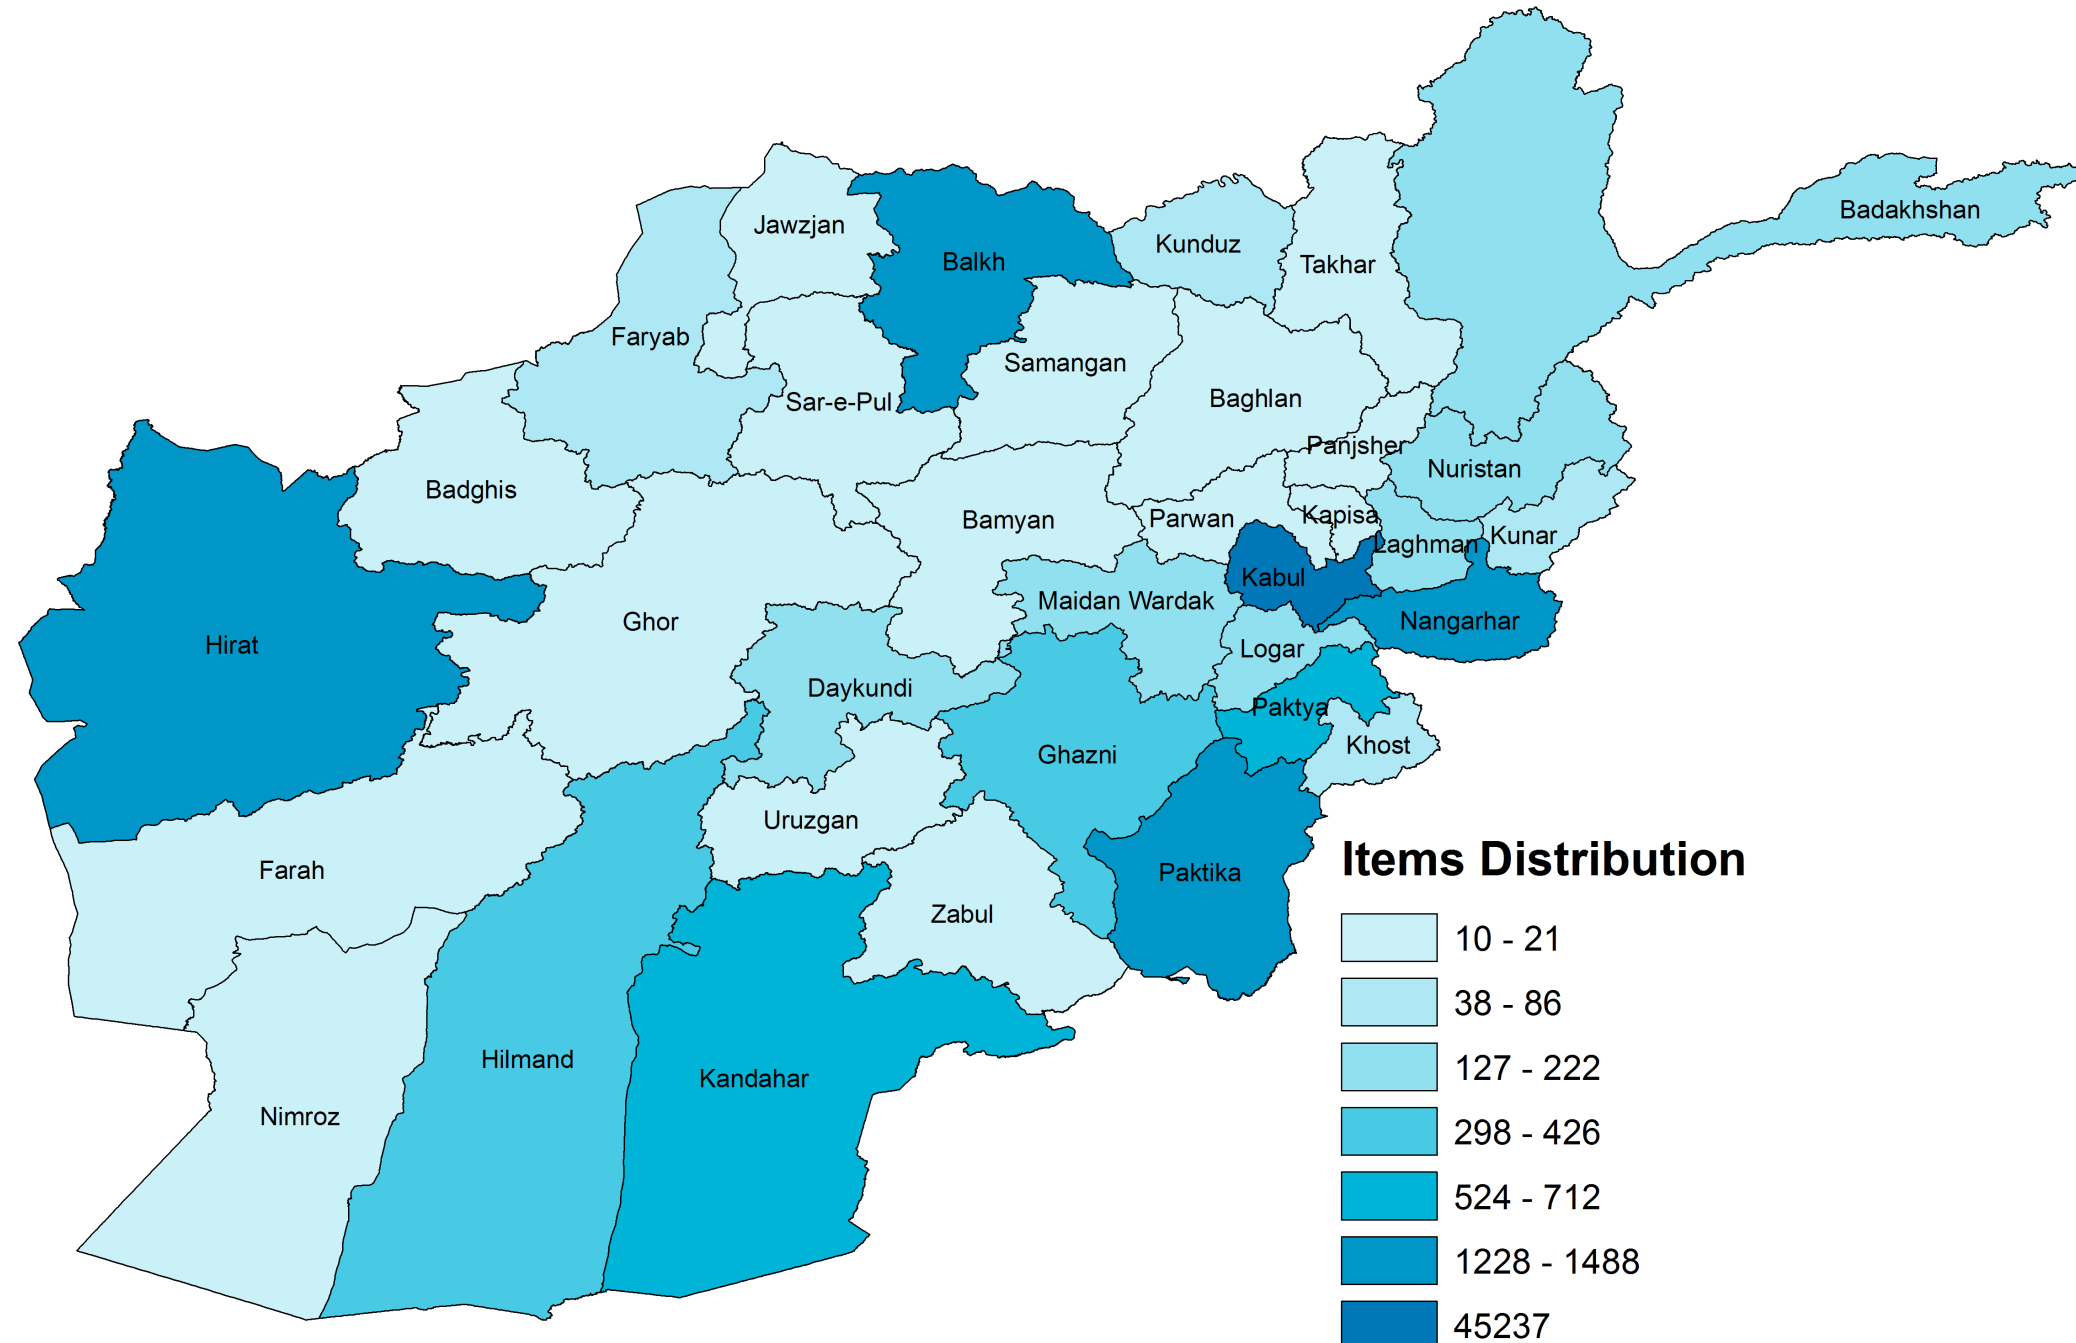 Badakhshan
Jawzjan
Kunduz
Balkh
Takhar
Faryab
Samangan
Baghlan
Sar-e-Pul
Panjsher
Nuristan
Badghis
Kapisa
Parwan
Bamyan
Kunar
Laghman
Kabul
Maidan Wardak
Nangarhar
Ghor
Hirat
Logar
Daykundi
Paktya
Khost
Ghazni
Uruzgan
Farah
Paktika
Zabul
Hilmand
Kandahar
Nimroz
Items Distribution
10 - 21
38 - 86
127 - 222
298 - 426
524 - 712
1228 - 1488
45237